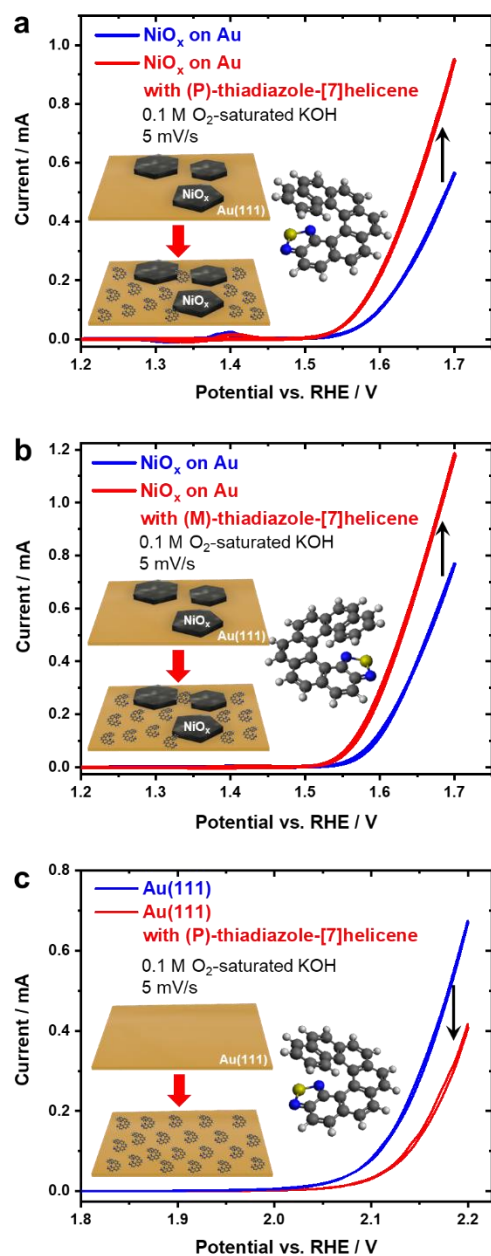 a
NiOx on Au
NiOx on Au
with (P)-thiadiazole-[7]helicene
0.1 M O2-saturated KOH
5 mV/s
NiOx
Au(111)
NiOx
Current / mA
1.0
0.8
0.6
0.4
0.2
0.0
1.2 1.3 1.4 1.5 1.6 1.7
Potential vs. RHE / V
b
NiOx on Au
NiOx on Au
with (M)-thiadiazole-[7]helicene
0.1 M O2-saturated KOH
5 mV/s
NiOx
Au(111)
NiOx
Current / mA
1.2
1.0
0.8
0.6
0.4
0.2
0.0
1.2 1.3 1.4 1.5 1.6 1.7
Potential vs. RHE / V
c
Au(111)
Au(111)
with (P)-thiadiazole-[7]helicene
0.1 M O2-saturated KOH
5 mV/s
Au(111)
Current / mA
0.8
0.6
0.4
0.2
0.0
1.8 1.9 2.0 2.1 2.2
Potential vs. RHE / V